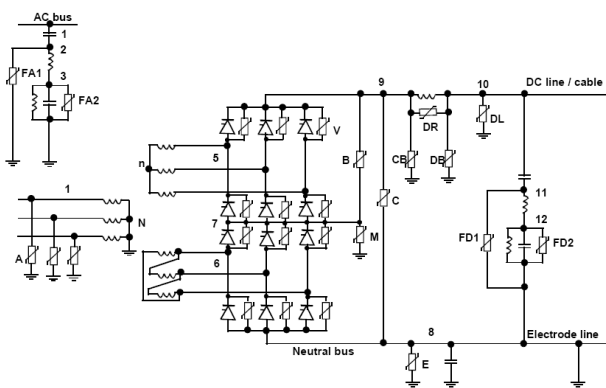 AC bus
1
2
FA1
3
FA2
9
10
DC line / cable
V
DR
DL
n
5
B
CB
DB
C
11
1
N
7
12
M
FD1
FD2
A
6
8
Electrode line
Neutral bus
E